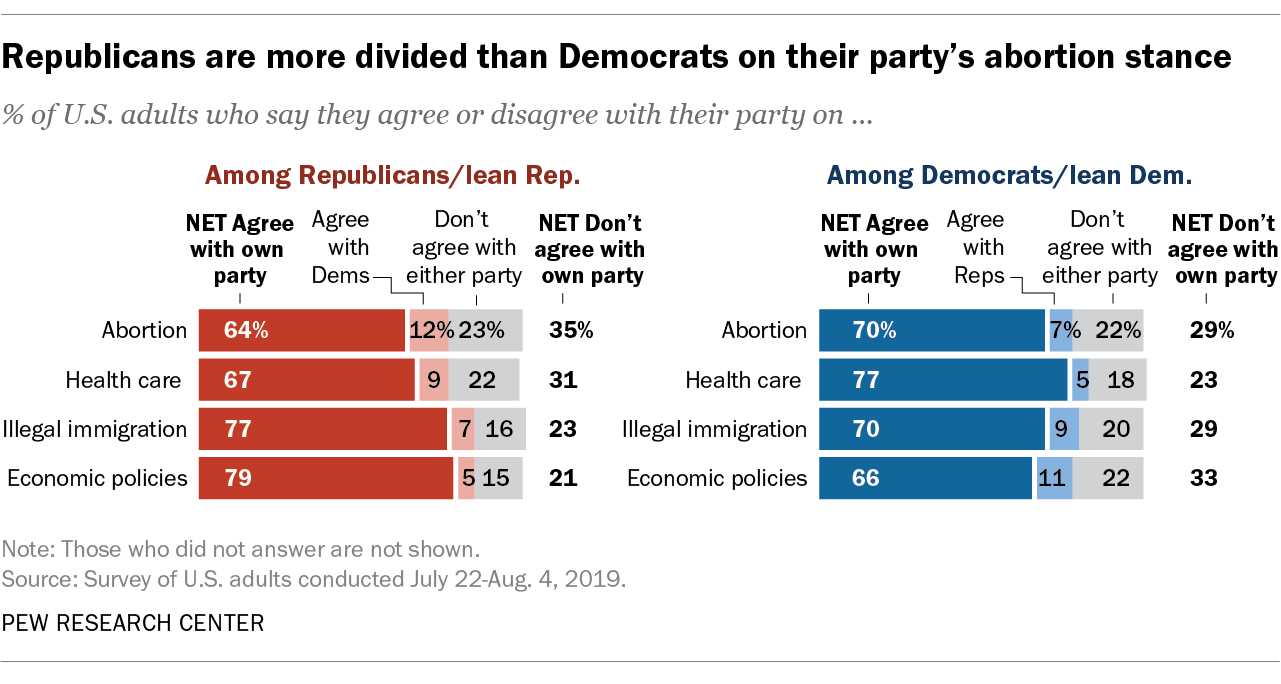 Republicans are more divided than Democrats on their party’s abortion stance
% of U.S. adults who say they agree or disagree with their party on ...
Among Republicans/lean Rep.
NET Agree
with own
party
Agree
with
Dems
Don’t
agree with
either party
NET Don’t
agree with
own party
Abortion 64% 12% 23% 35%
Health care 67 9 22 31
Illegal immigration 77 7 16 23
Economic policies 79 5 15 21
Among Democrats/lean Dem.
NET Agree
with own
party
Agree
with
Reps
Don’t
agree with
either party
NET Don’t
agree with
own party
Abortion 70% 7% 22% 29%
Health care 77 5 18 23
Illegal immigration 70 9 20 29
Economic policies 66 11 22 33
Note: Those who did not answer are not shown.
Source: Survey of U.S. adults conducted July 22-Aug. 4, 2019.
PEW RESEARCH CENTER